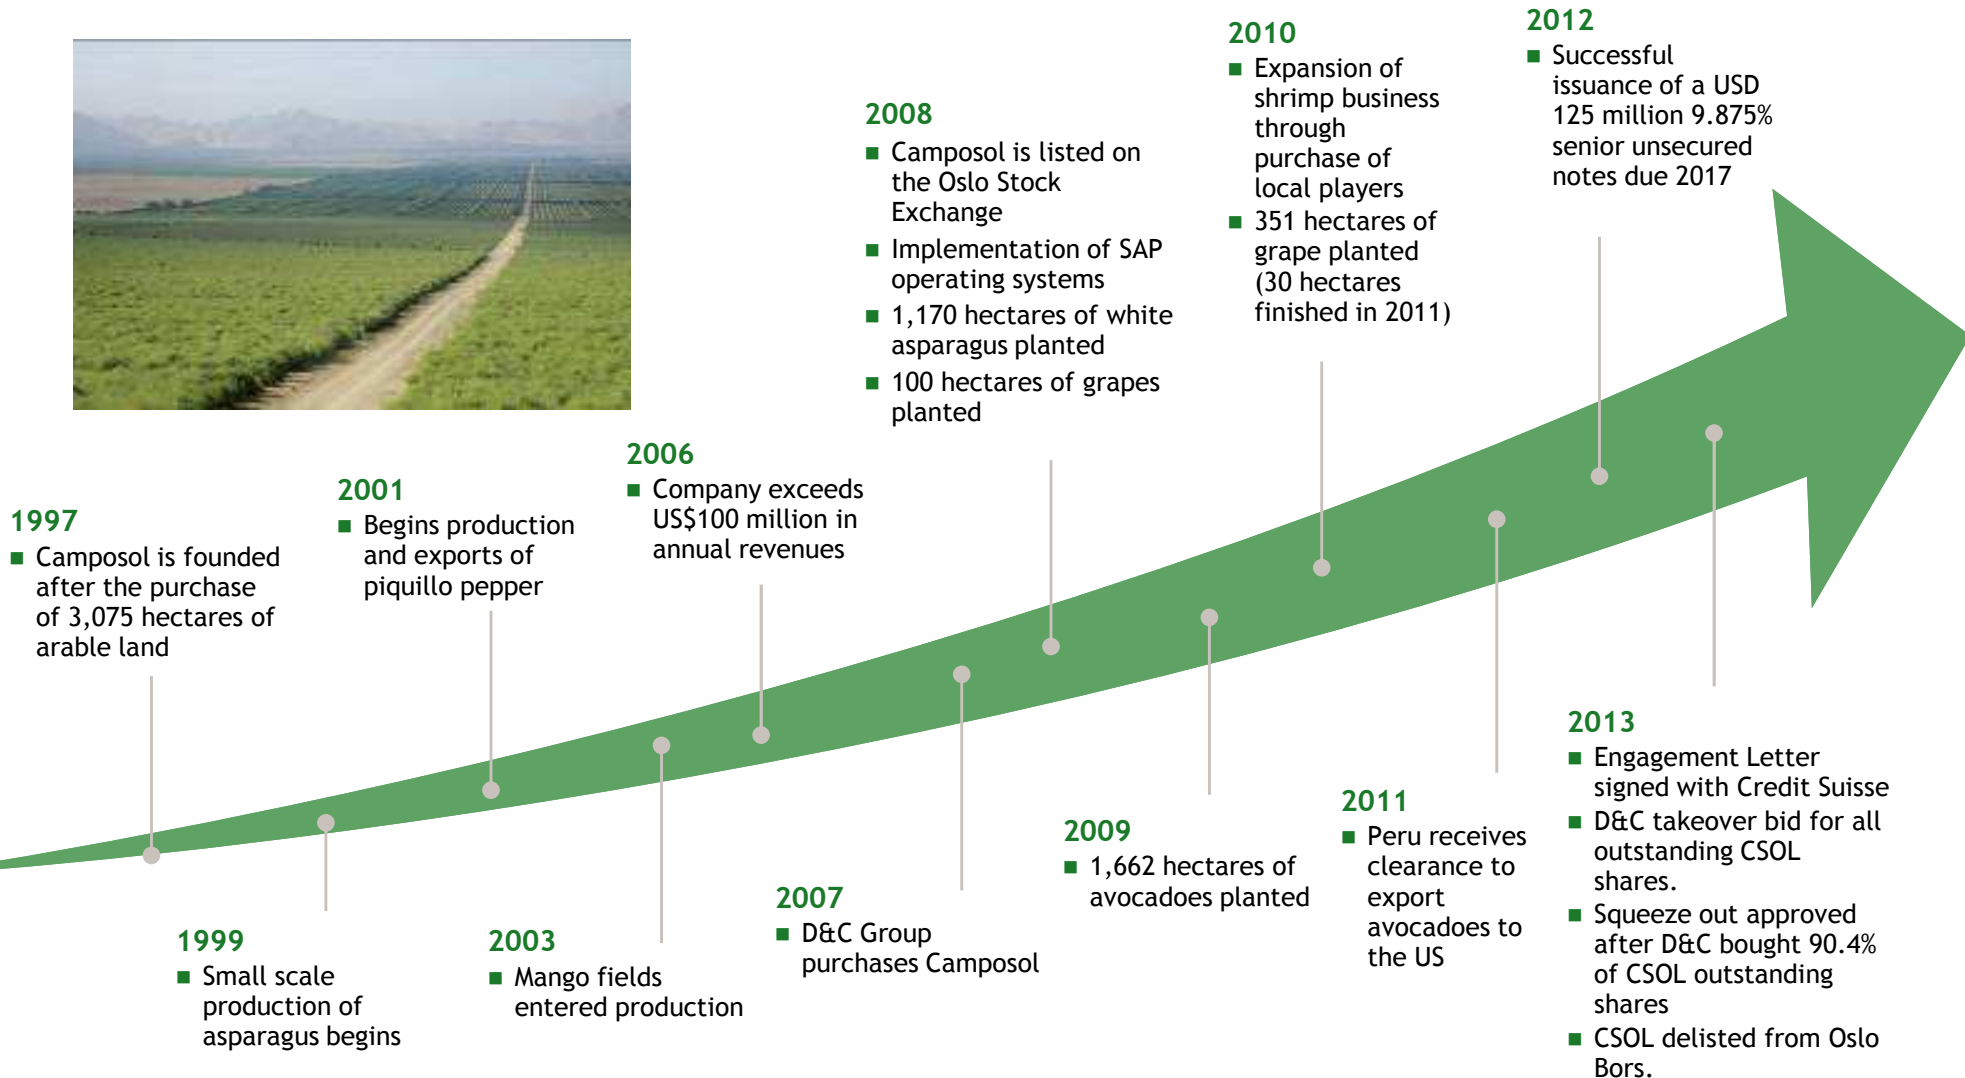 1997
■ Camposol is founded
after the purchase
of 3,075 hectares of
arable land
1999
■ Small scale
production of
asparagus begins
2001
■ Begins production
and exports of
piquillo pepper
2003
■ Mango fields
entered production
2006
■ Company exceeds
US$100 million in
annual revenues
2007
■ D&C Group
purchases Camposol
2008
■ Camposol is listed on
the Oslo Stock
Exchange
■ Implementation of SAP
operating systems
■ 1,170 hectares of white
asparagus planted
■ 100 hectares of grapes
planted
2009
■ 1,662 hectares of
avocadoes planted
2010
■ Expansion of
shrimp business
through
purchase of
local players
■ 351 hectares of
grape planted
(30 hectares
finished in 2011)
2011
■ Peru receives
clearance to
export
avocadoes to
the US
2012
■ Successful
issuance of a USD
125 million 9.875%
senior unsecured
notes due 2017
2013
■ Engagement Letter
signed with Credit Suisse
■ D&C takeover bid for all
outstanding CSOL
shares.
■ Squeeze out approved
after D&C bought 90.4%
of CSOL outstanding
shares
■ CSOL delisted from Oslo
Bors.